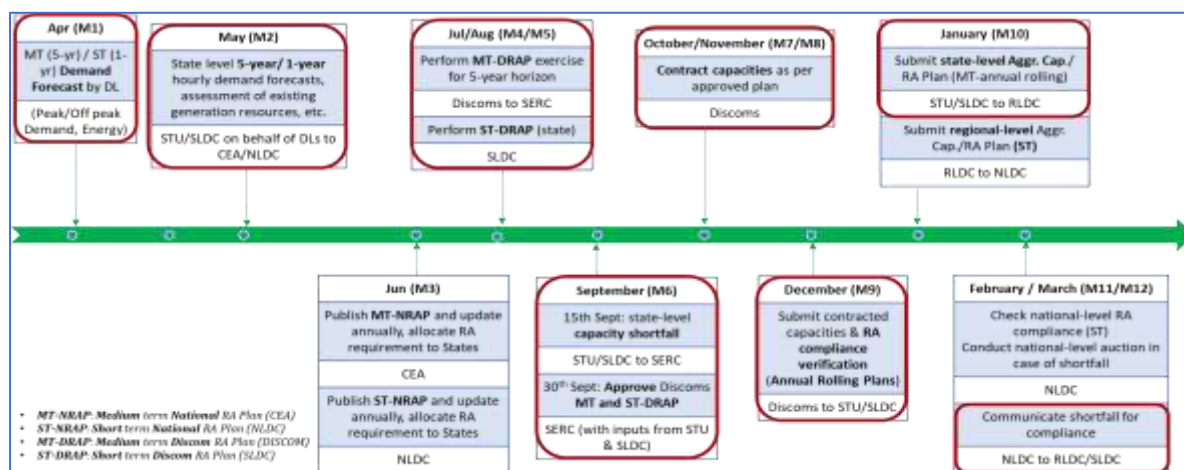 Apr (M1)
MT (5-yr) / ST (1-
yr) Demand
Forecast by DL
(Peak/Off peak
Demand, Energy)
May (M2)
State level 5-year/ 1-year
hourly demand forecasts,
assessment of existing
generation resources, etc.
STU/SLDC on behalf of DLs to
CEA/NLDC
Jul/Aug (M4/M5)
Perform MT-DRAP exercise
for 5-year horizon
Discoms to SERC
Perform ST-DRAP (state)
SLDC
October/November (M7/M8)
Contract capacities as per
approved plan
Discoms
January (M10)
Submit state-level Aggr. Cap./
RA Plan (MT-annual rolling)
STU/SLDC to RLDC
Submit regional-level Aggr.
Cap./RA Plan (ST)
RLDC to NLDC
Jun (M3)
Publish MT-NRAP and update
annually, allocate RA
requirement to States
CEA
Publish ST-NRAP and update
annually, allocate RA
requirement to States
NLDC
September (M6)
15th Sept: state-level
capacity shortfall
STU/SLDC to SERC
30th Sept: Approve Discoms
MT and ST-DRAP
SERC (with inputs from STU
& SLDC)
December (M9)
Submit contracted
capacities & RA
compliance
verification
(Annual Rolling Plans)
Discoms to STU/SLDC
February / March (M11/M12)
Check national-level RA
compliance (ST)
Conduct national-level auction in
case of shortfall
NLDC
Communicate shortfall for
compliance
NLDC to RLDC/SLDC
• MT-NRAP: Medium term National RA Plan (CEA)
• ST-NRAP: Short term National RA Plan (NLDC)
• MT-DRAP: Medium term Discom RA Plan (DISCOM)
• ST-DRAP: Short term Discom RA Plan (SLDC)